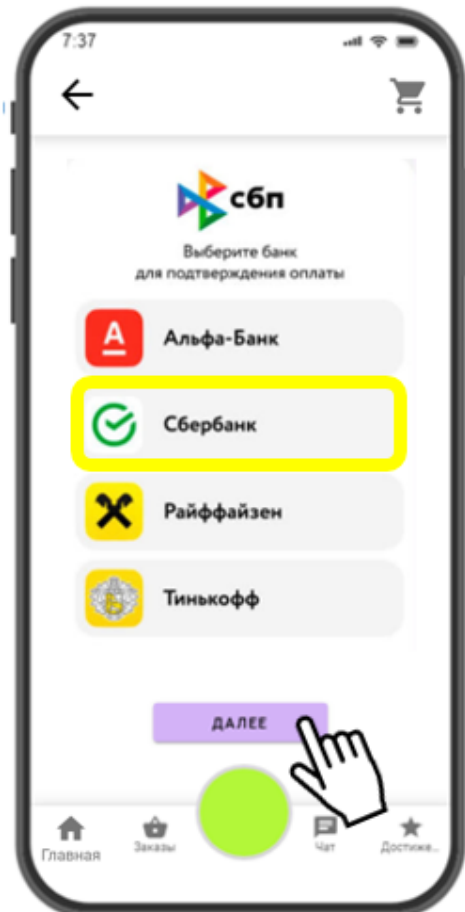 7:37
сбп
Выберите банк
для подтверждения оплаты
Альфа-Банк
Сбербанк
Райффайзен
Тинькофф
ДАЛЕЕ
Главная
Заказы
Чат
Достиже...